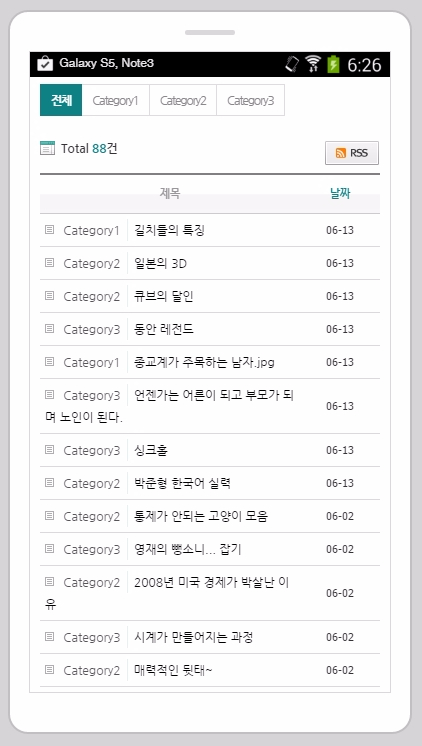 Galaxy S5, Note3 6:26
전체 Category1 Category2 Category3
Total 88건 RSS
제목 날짜
Category1 길치들의 특징 06-13
Category2 일본의 3D 06-13
Category2 큐브의 달인 06-13
Category3 동안 레전드 06-13
Category1 종교계가 주목하는 남자.jpg 06-13
Category3 언젠가는 어른이 되고 부모가 되
며 노인이 된다. 06-13
Category3 싱크홀 06-13
Category2 박준형 한국어 실력 06-13
Category2 통제가 안되는 고양이 모음 06-02
Category3 영재의 뺑소니... 잡기 06-02
Category2 2008년 미국 경제가 박살난 이
유 06-02
Category3 시계가 만들어지는 과정 06-02
Category2 매력적인 뒷태~ 06-02